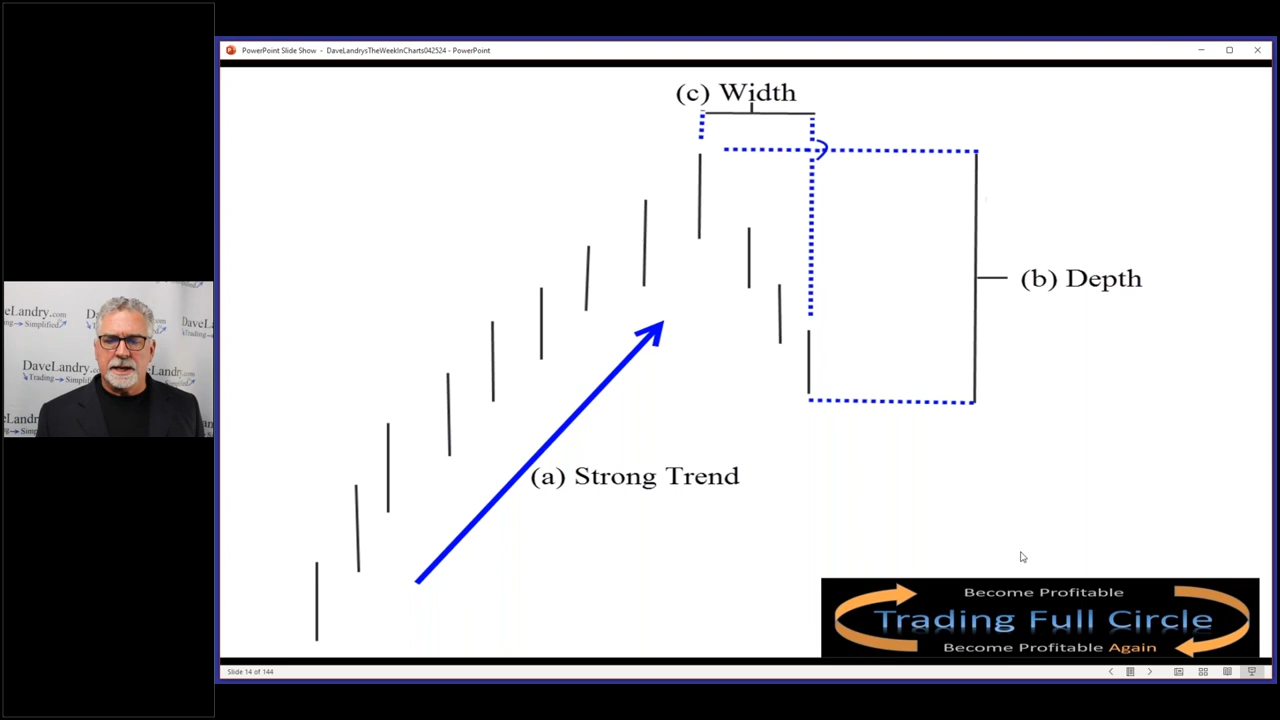 PowerPoint Slide Show - DaveLandrysTheWeekInCharts042524 - PowerPoint
(c) Width
(b) Depth
(a) Strong Trend
DaveLandry.com
Trading Simplified
Become Profitable
Trading Full Circle
Become Profitable Again
Slide 14 of 144